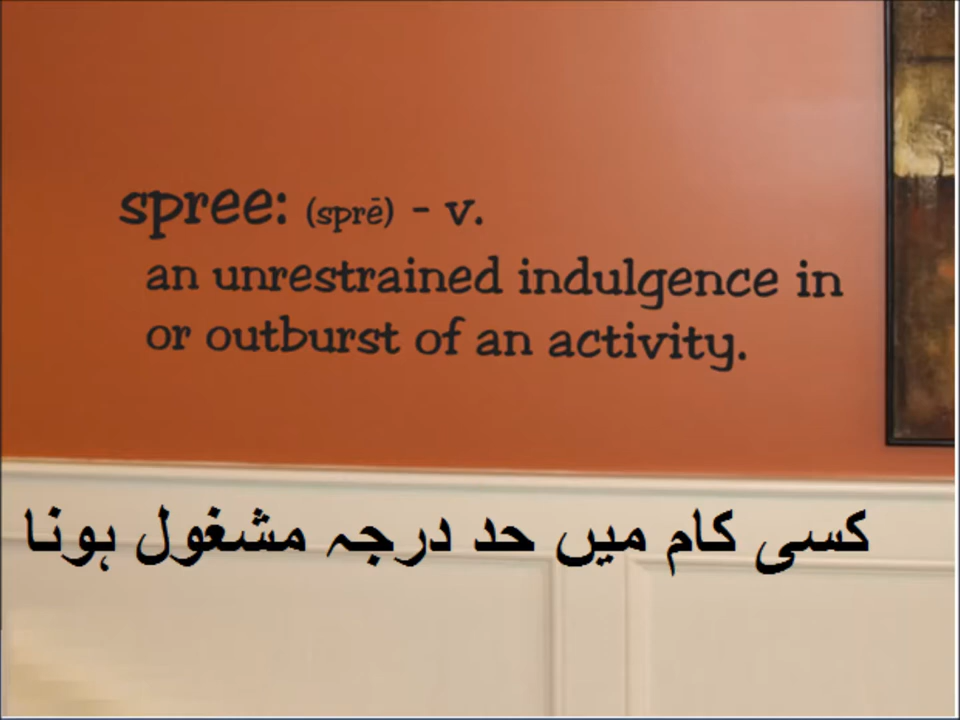 spree: (sprē) - v.
an unrestrained indulgence in
or outburst of an activity.
کسی کام میں حد درجہ مشغول ہونا